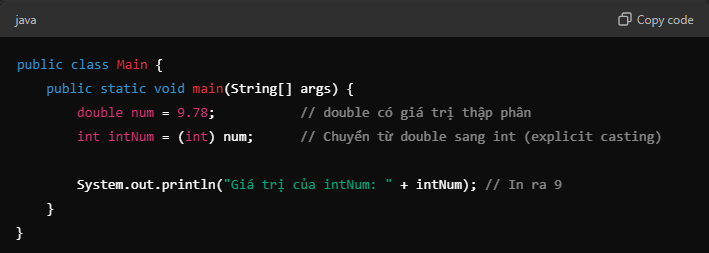 java
Copy code
public class Main {
    public static void main(String[] args) {
        double num = 9.78;           // double có giá trị thập phân
        int intNum = (int) num;      // Chuyển từ double sang int (explicit casting)
        System.out.println("Giá trị của intNum: " + intNum); // In ra 9
    }
}